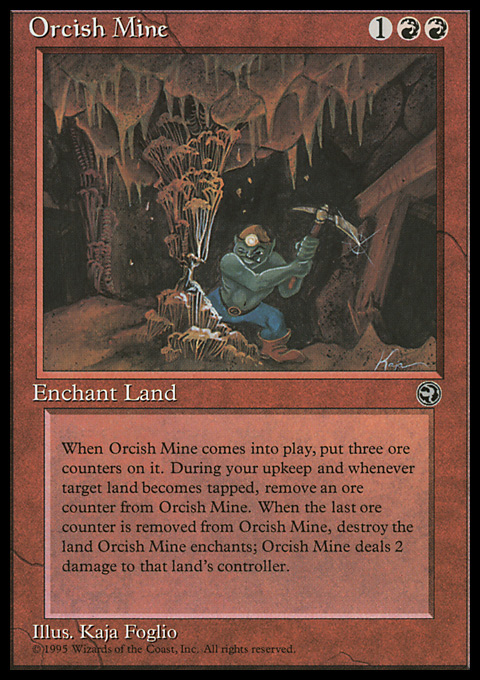 Orcish Mine
1
Kaja
Enchant Land
When Orcish Mine comes into play, put three ore
counters on it. During your upkeep and whenever
target land becomes tapped, remove an ore
counter from Orcish Mine. When the last ore
counter is removed from Orcish Mine, destroy the
land Orcish Mine enchants; Orcish Mine deals 2
damage to that land's controller.
Illus. Kaja Foglio
©1995 Wizards of the Coast, Inc. All rights reserved.